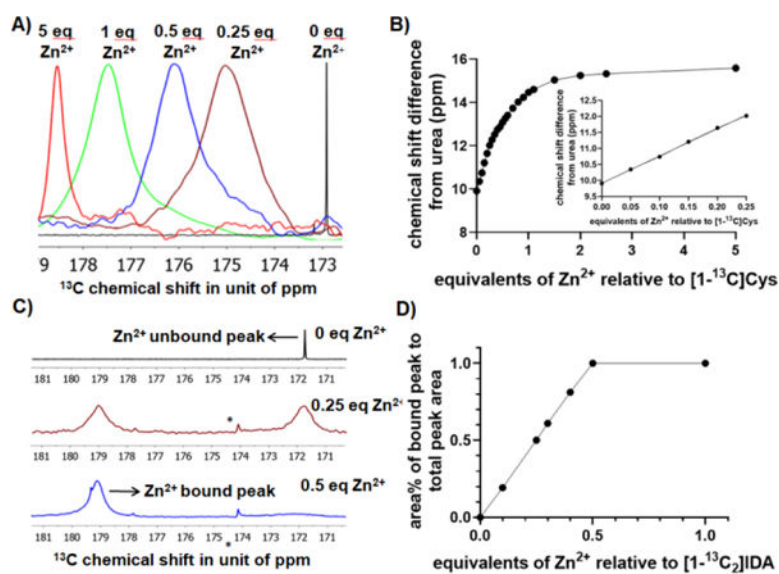 A)
5 eq 1 eq 0.5 eq 0.25 eq 0 eq
Zn²⁺ Zn²⁺ Zn²⁺ Zn²⁺ Zn²⁺
9 178 177 176 175 174 173
¹³C chemical shift in unit of ppm
B)
chemical shift difference
from urea (ppm)
16
14
12
10
8
0 1 2 3 4 5
equivalents of Zn²⁺ relative to [1-¹³C]Cys
chemical shift difference
from urea (ppm)
12.5
12.0
11.5
11.0
10.5
10.0
9.5
0.00 0.05 0.10 0.15 0.20 0.25
equivalents of Zn²⁺ relative to [1-¹³C]Cys
C)
Zn²⁺ unbound peak
0 eq Zn²⁺
181 180 179 178 177 176 175 174 173 172 171
*
0.25 eq Zn²⁺
181 180 179 178 177 176 175 174 173 172 171
Zn²⁺ bound peak
0.5 eq Zn²⁺
181 180 179 178 177 176 175 174 173 172 171
*
¹³C chemical shift in unit of ppm
D)
area% of bound peak to
total peak area
1.0
0.5
0.0
0.0 0.5 1.0
equivalents of Zn²⁺ relative to [1-¹³C₂]IDA